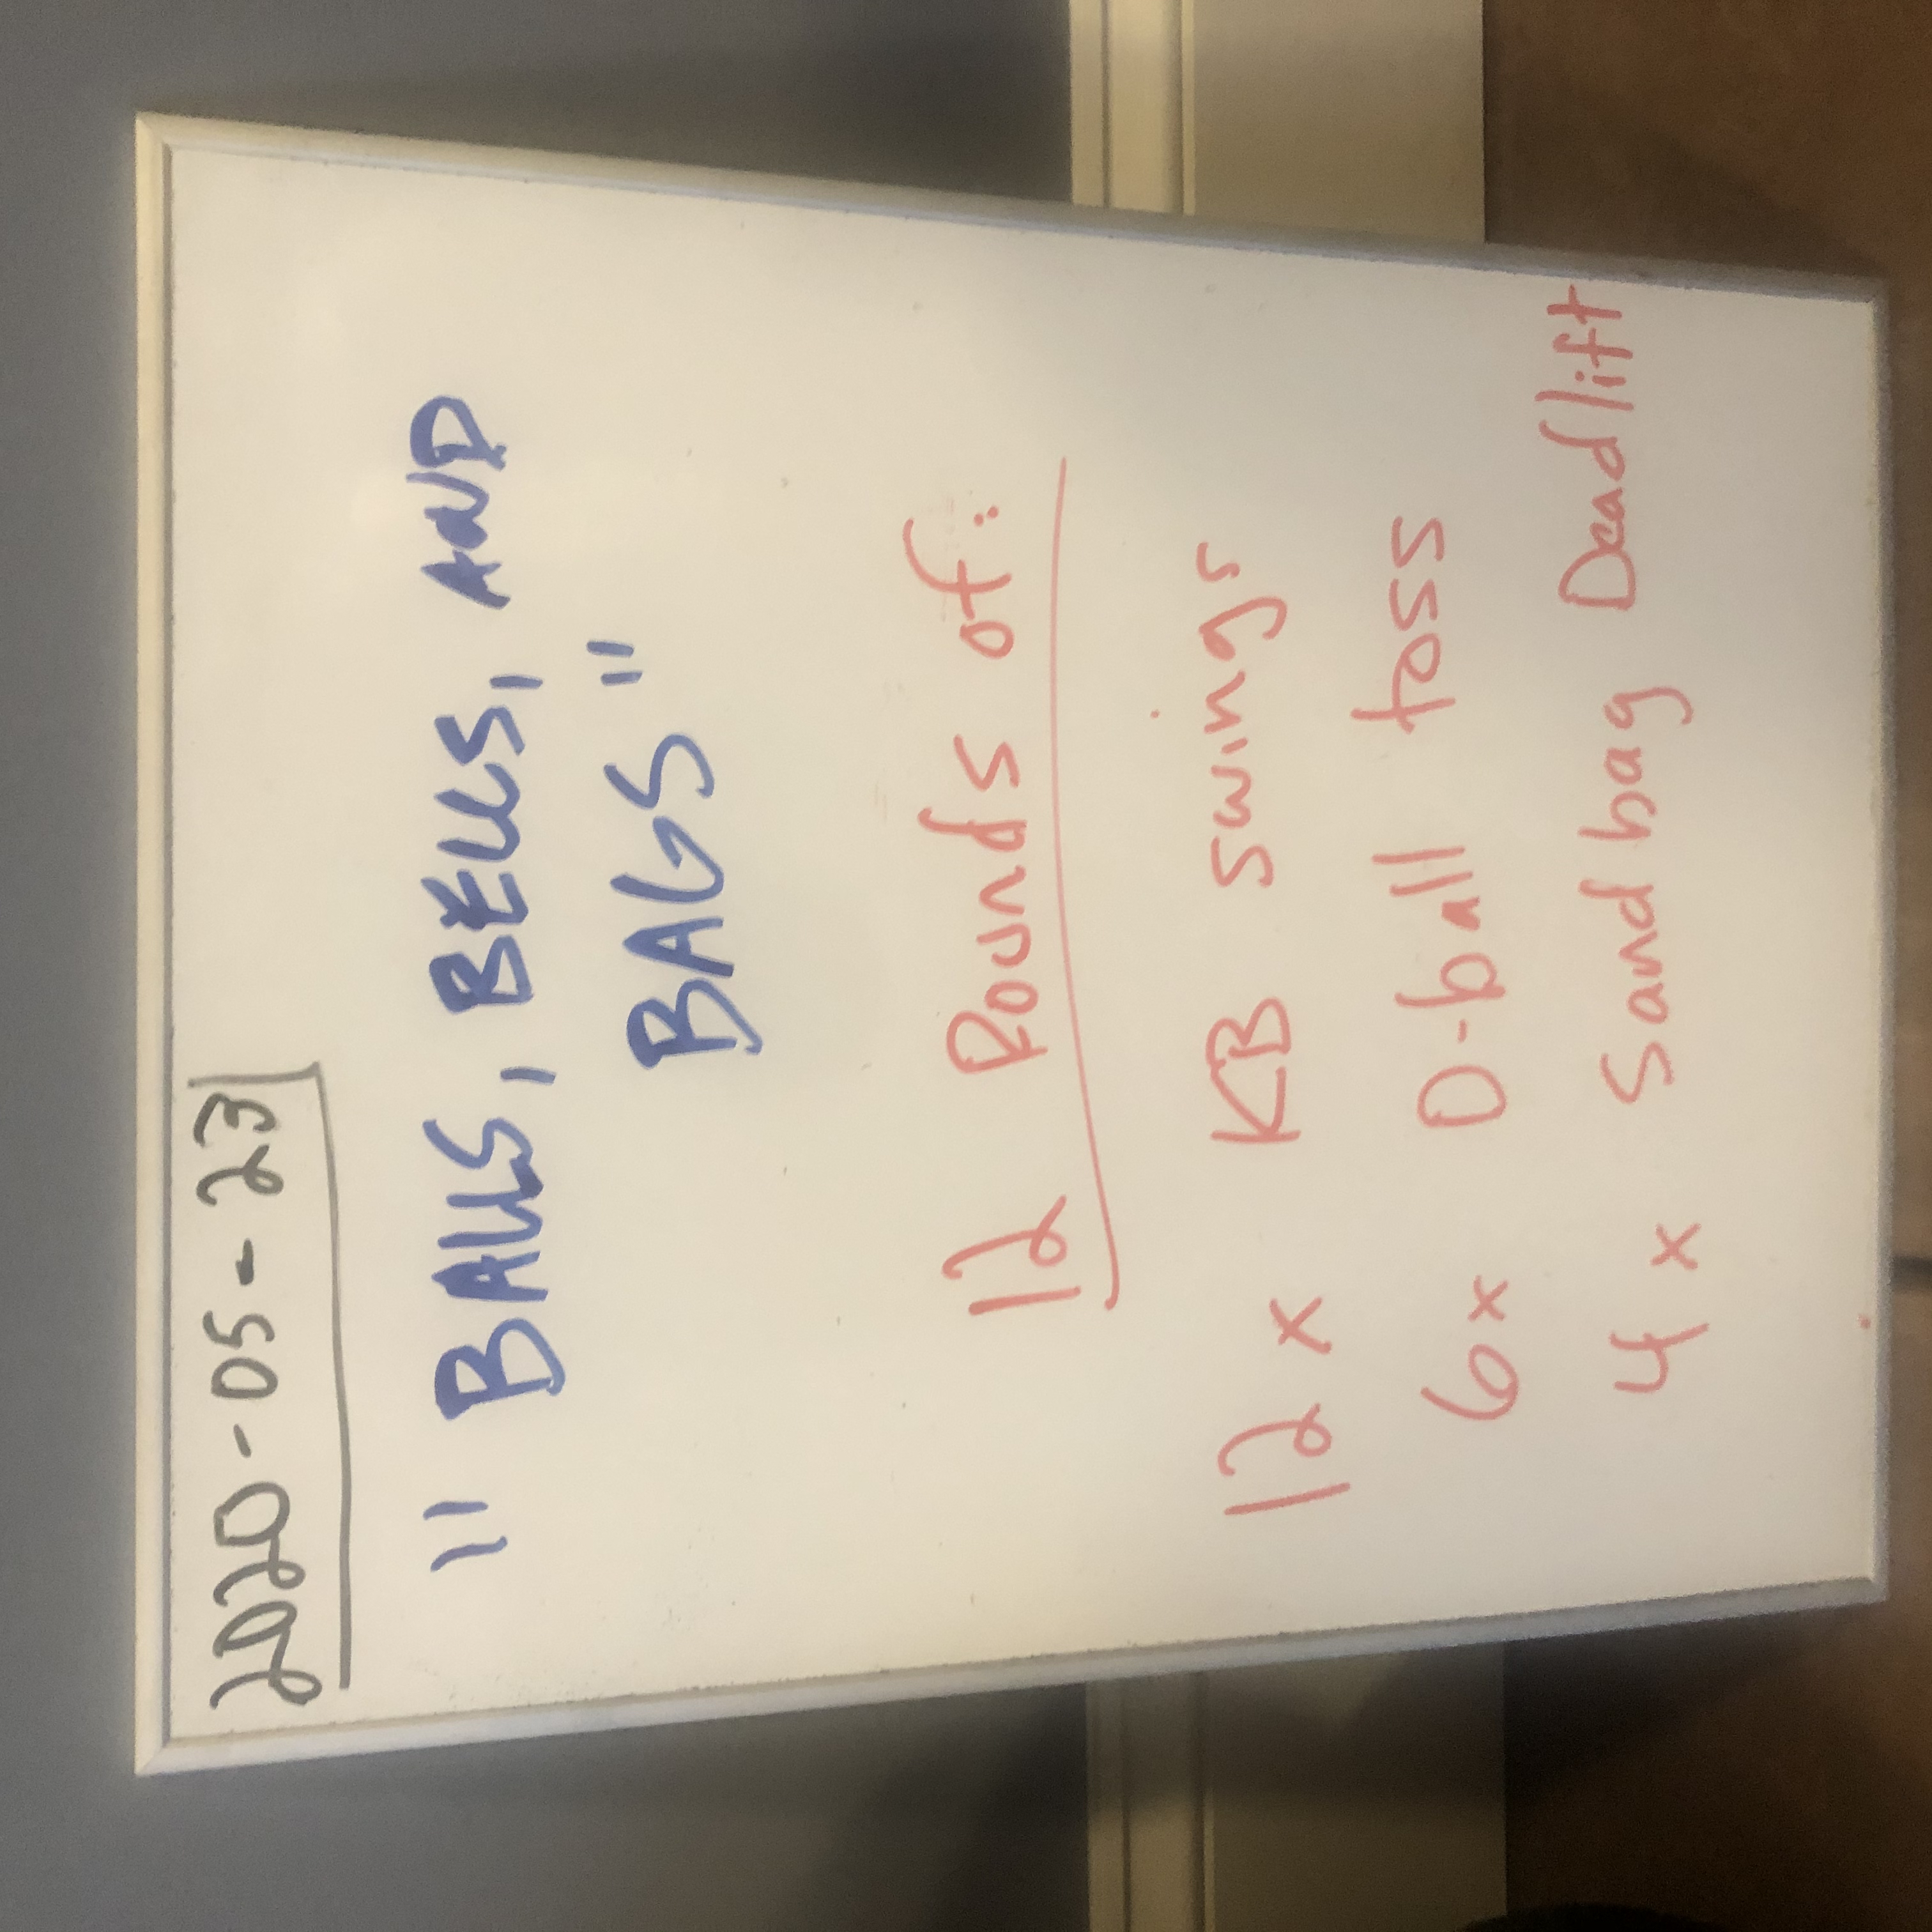 2020-05-23
" BALLS, BELLS, AND
BAGS "
12 Rounds of:
12 x KB swings
6x D-ball toss
4 x Sandbag Deadlift